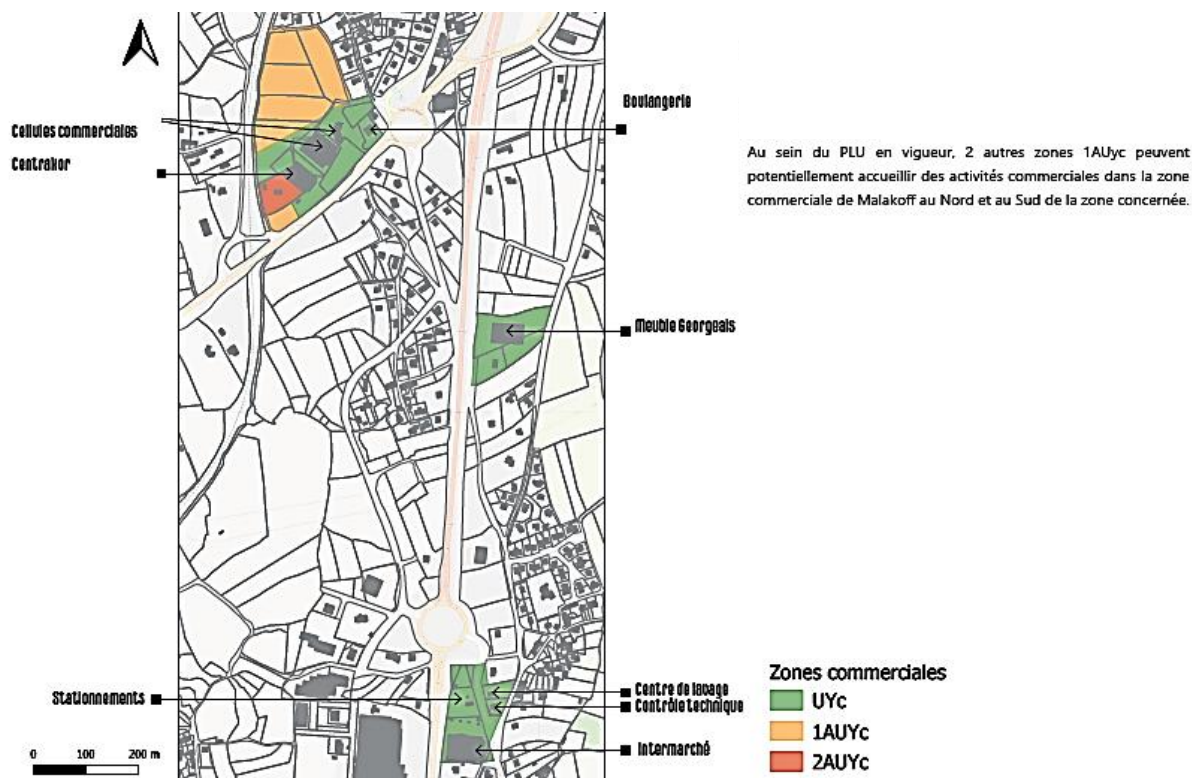 Cellules commerciales
Centrakor
Boulangerie
Au sein du PLU en vigueur, 2 autres zones 1AUyc peuvent
potentiellement accueillir des activités commerciales dans la zone
commerciale de Malakoff au Nord et au Sud de la zone concernée.
Meuble Georgeais
Stationnements
Centre de lavage
Contrôle technique
Intermarché
0 100 200 m
Zones commerciales
UYc
1AUYc
2AUYc